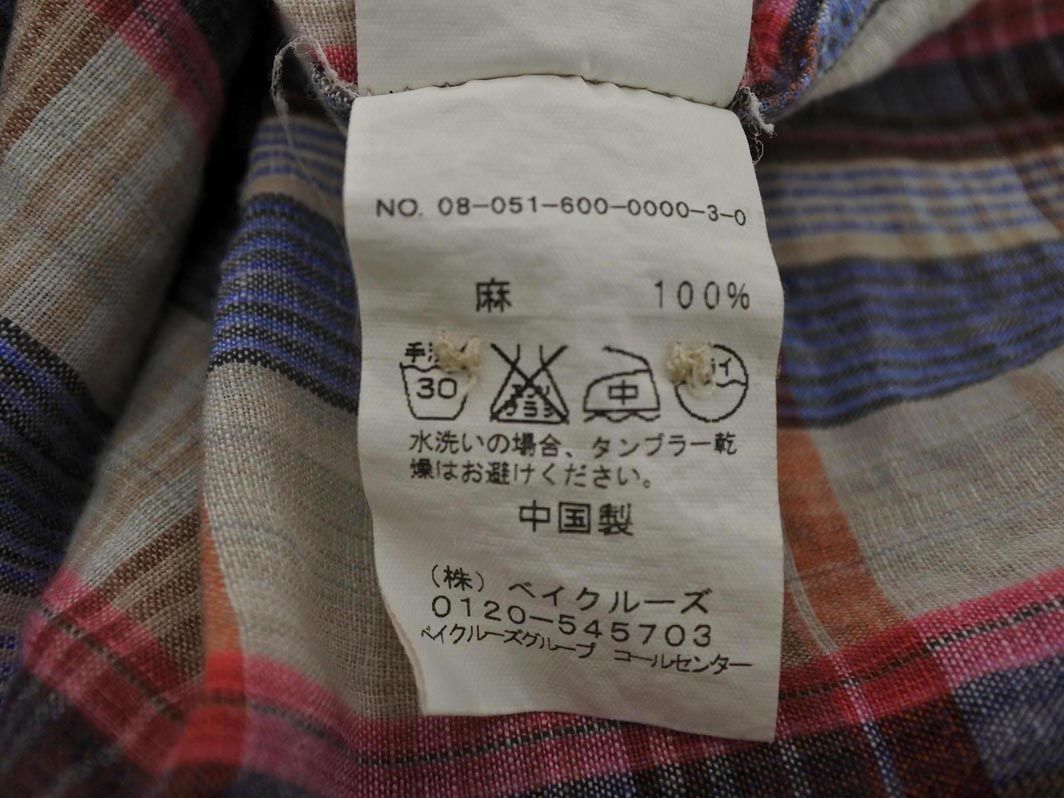 NO. 08-051-600-0000-3-0
麻 100%
30 中
水洗いの場合、タンブラー乾
燥はお避けください。
中国製
(株) ベイクルーズ
0120-545703
ベイクルーズグループ コールセンター